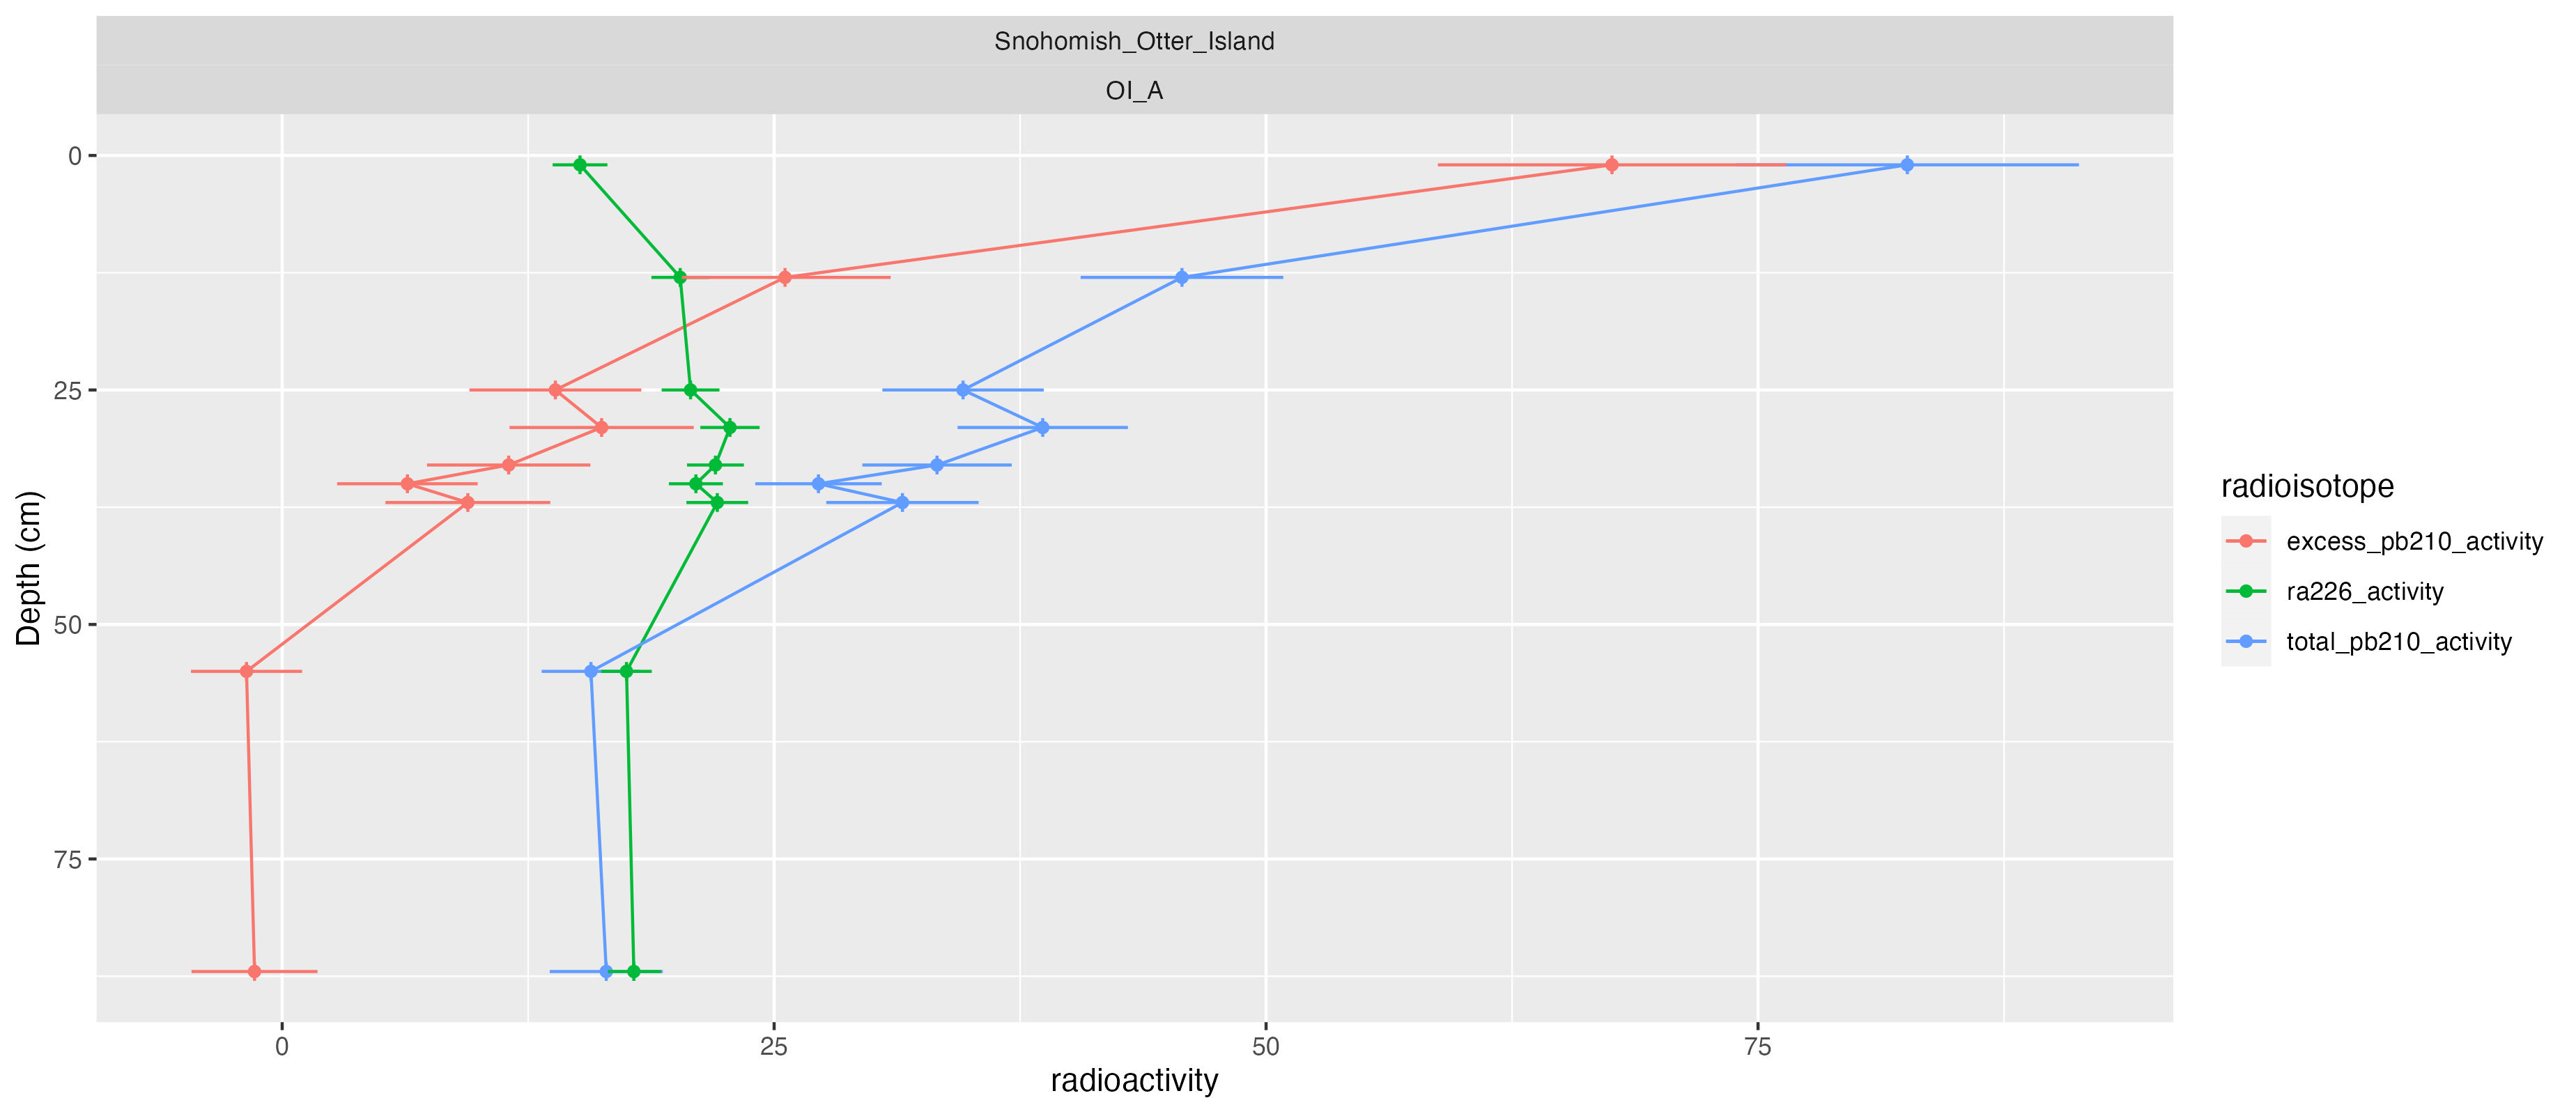 Snohomish_Otter_Island
OI_A
0
25
50
75
Depth (cm)
0
25
50
75
radioactivity
radioisotope
excess_pb210_activity
ra226_activity
total_pb210_activity